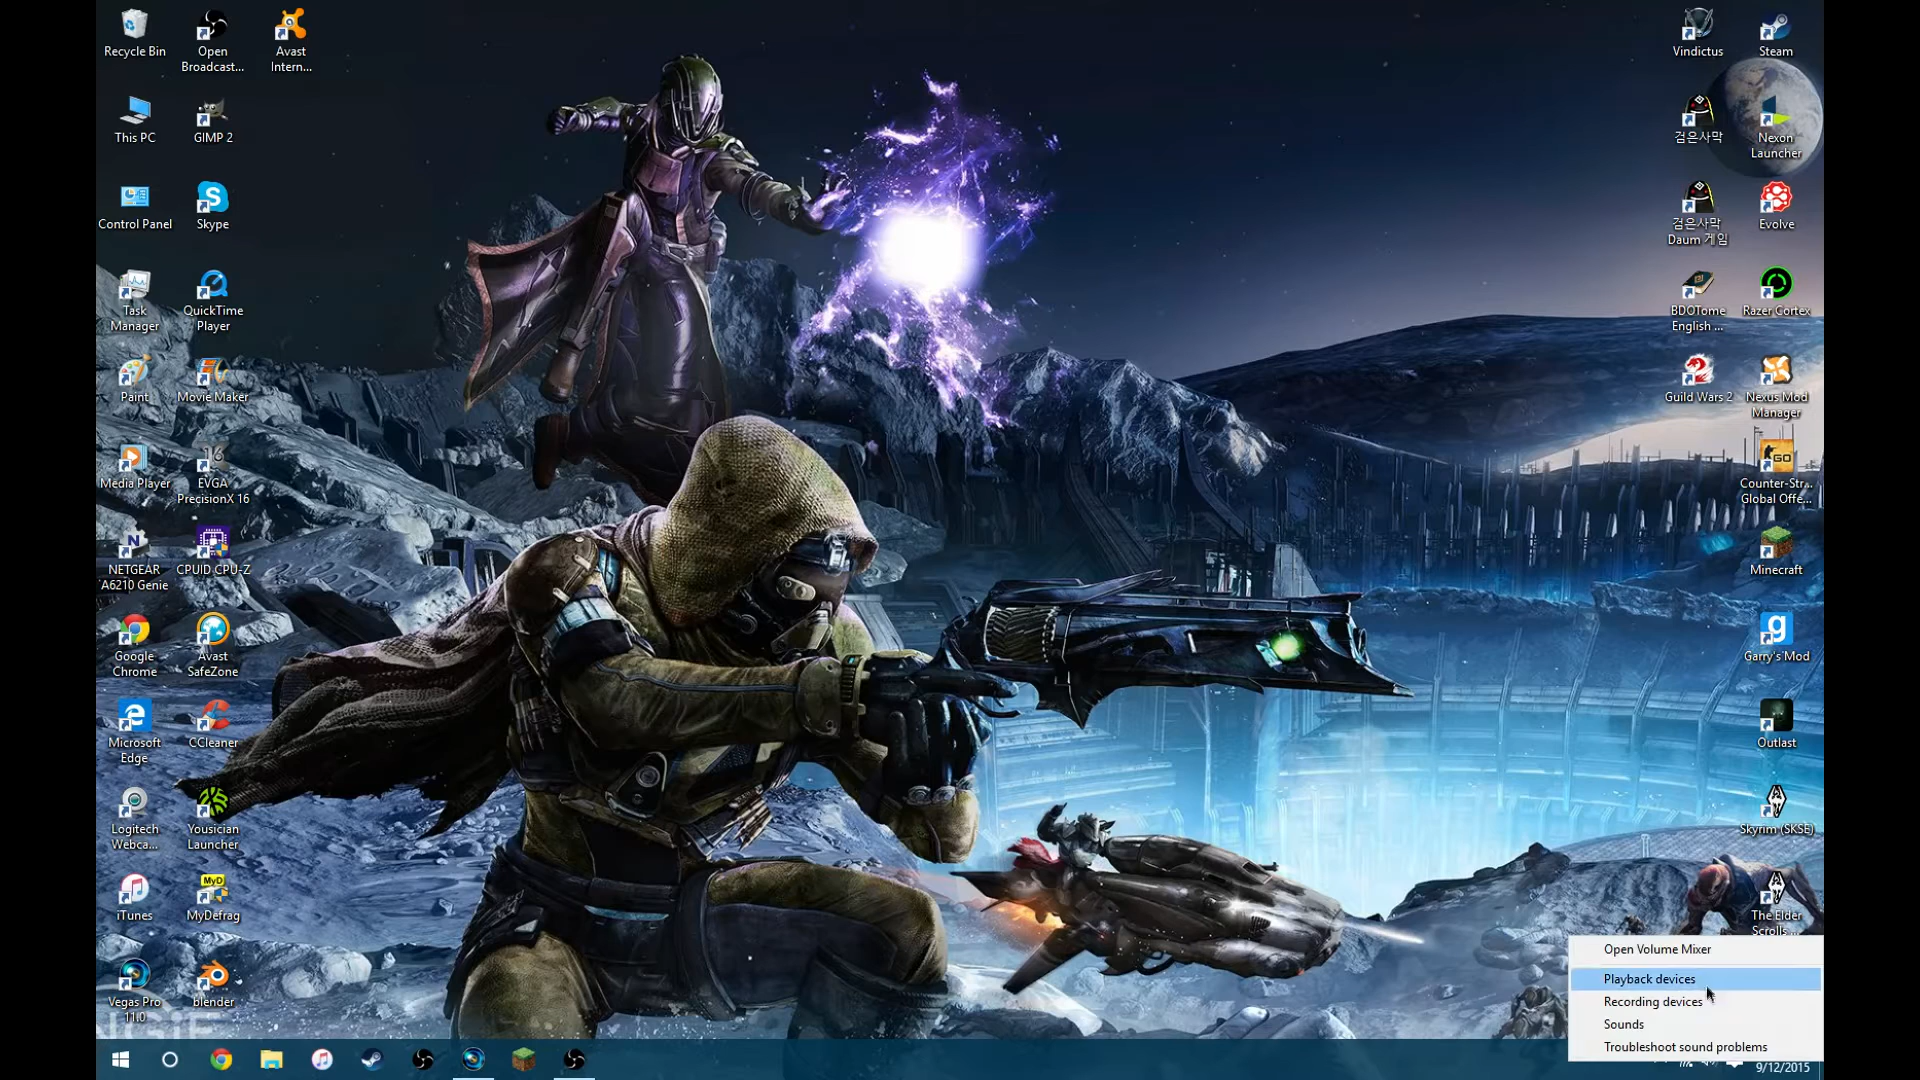 Recycle Bin
Open
Broadcast...
Avast
Intern...
This PC
GIMP 2
Control Panel
Skype
Task
Manager
QuickTime
Player
Paint
Movie Maker
Media Player
EVGA
PrecisionX 16
NETGEAR
A6210 Genie
CPUID CPU-Z
Google
Chrome
Avast
SafeZone
Microsoft
Edge
CCleaner
Logitech
Webca...
Yousician
Launcher
iTunes
MyD
MyDefrag
Vegas Pro
11.0
blender
Vindictus
Steam
검은사막
Nexon
Launcher
검은사막
Daum 게임
Evolve
BDOTome
English ...
Razer Cortex
Guild Wars 2
Nexus Mod
Manager
GO
Counter-Str...
Global Offe...
Minecraft
g
Garry's Mod
Outlast
Skyrim (SKSE)
The Elder
Scrolls ...
Open Volume Mixer
Playback devices
Recording devices
Sounds
Troubleshoot sound problems
9/12/2015